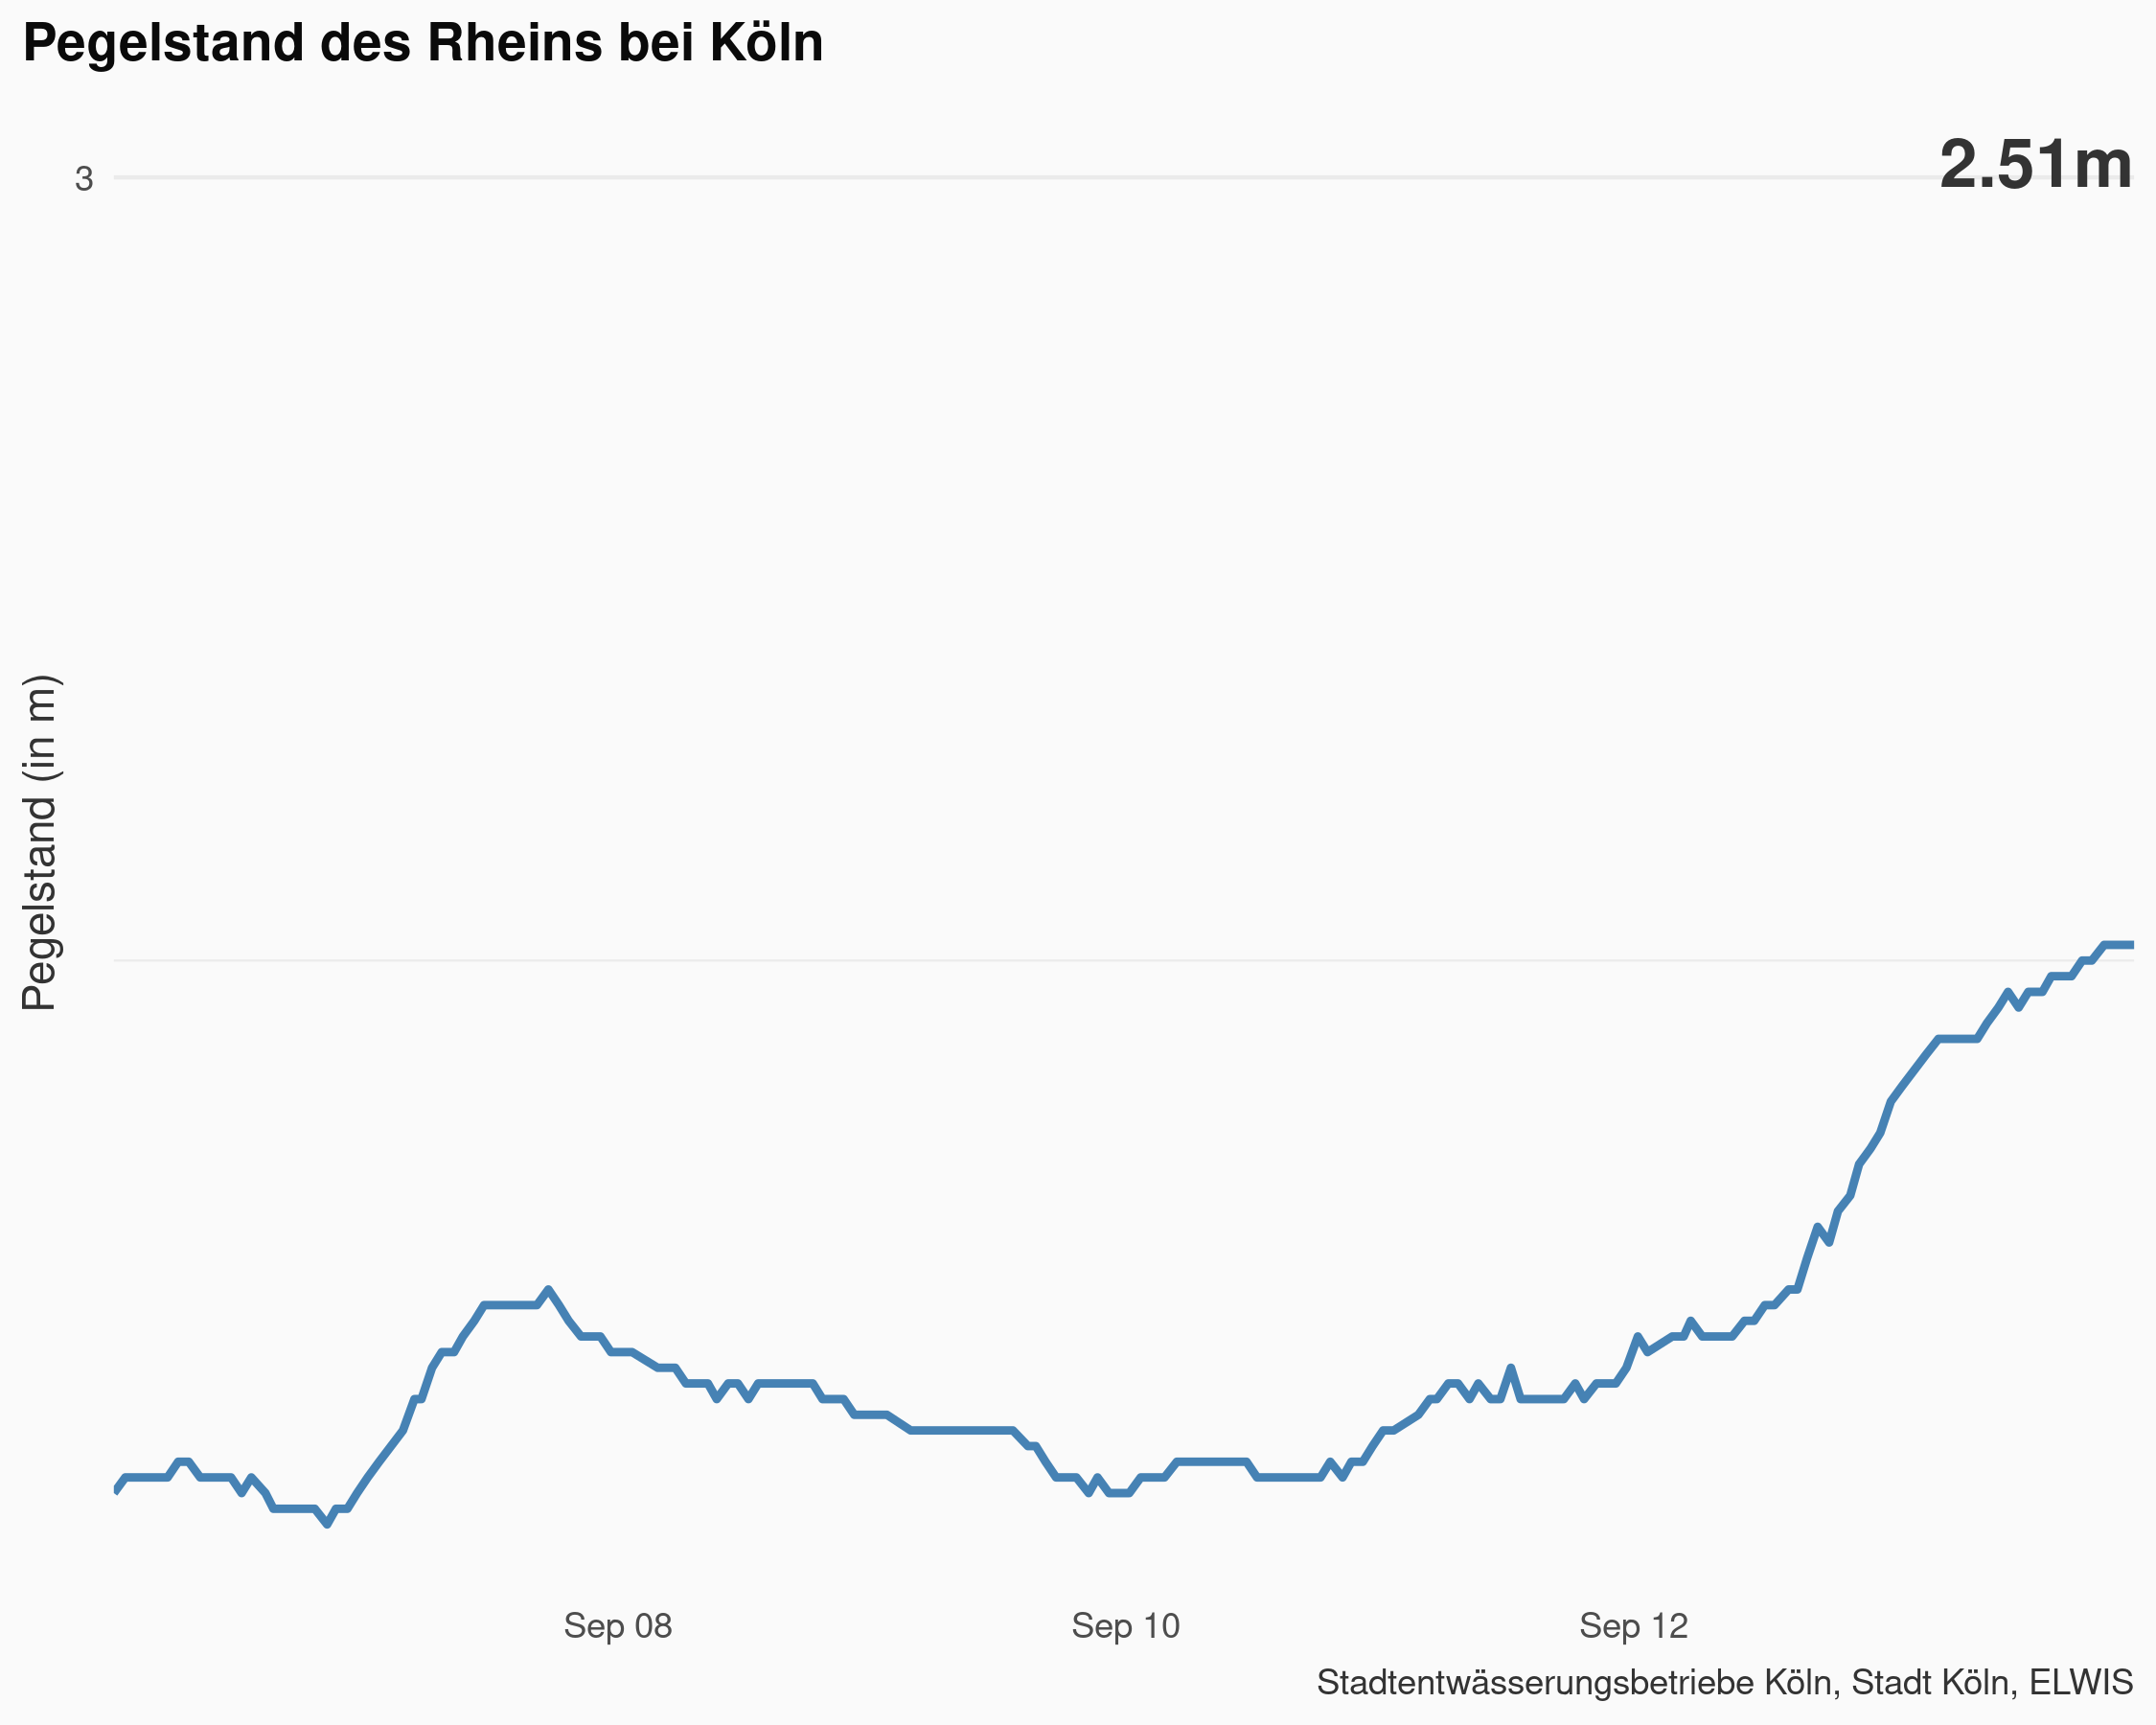 Pegelstand des Rheins bei Köln
2.51m
3
Pegelstand (in m)
Sep 08
Sep 10
Sep 12
Stadtentwässerungsbetriebe Köln, Stadt Köln, ELWIS